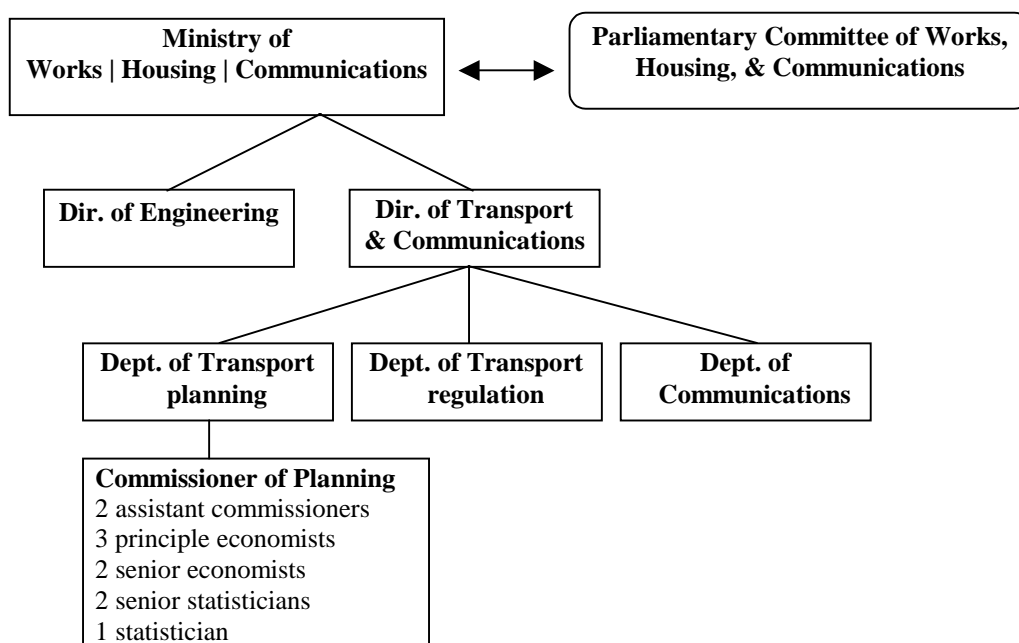 Ministry of
Works | Housing | Communications
Parliamentary Committee of Works,
Housing, & Communications
Dir. of Engineering
Dir. of Transport
& Communications
Dept. of Transport
planning
Dept. of Transport
regulation
Dept. of
Communications
Commissioner of Planning
2 assistant commissioners
3 principle economists
2 senior economists
2 senior statisticians
1 statistician